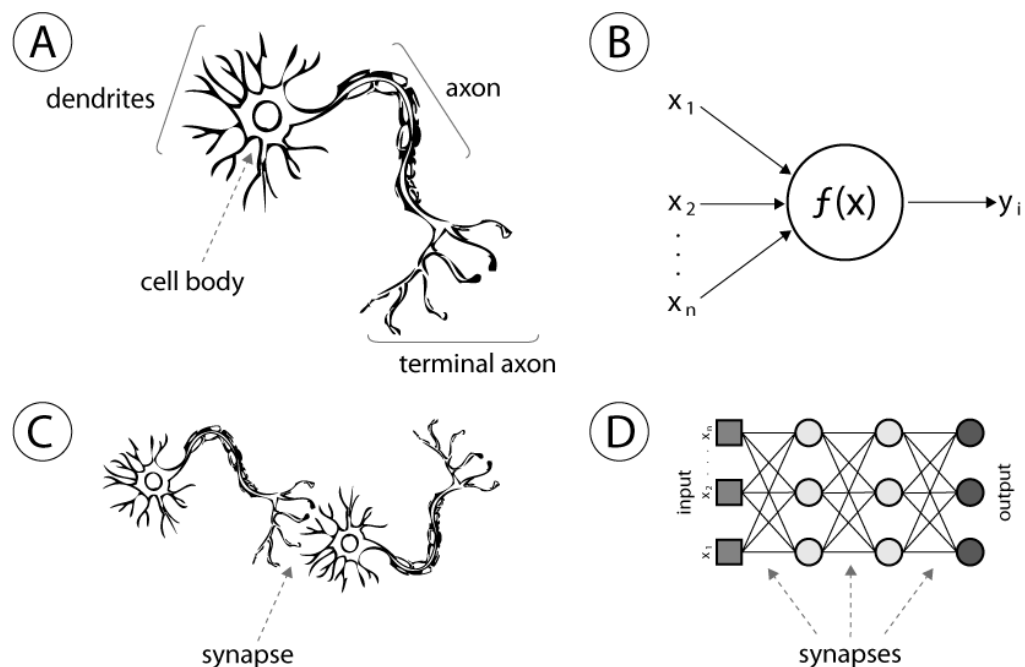 A
dendrites
axon
cell body
terminal axon
B
x1
x2
.
.
.
xn
f(x)
yi
C
synapse
D
input
xn
. . . .
x2
x1
output
synapses